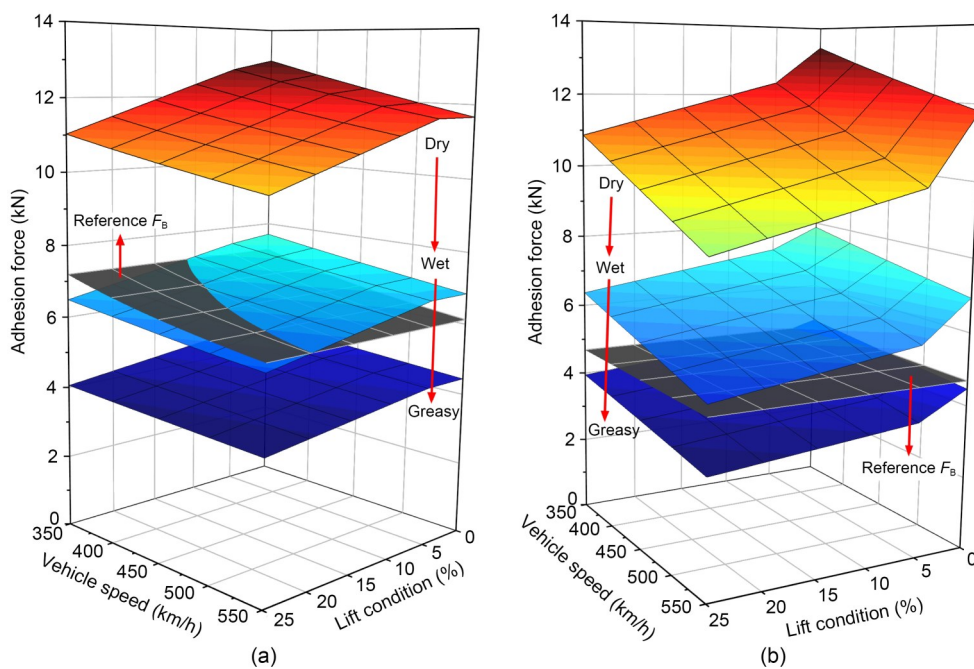 14
12
10
8
6
4
2
0
Adhesion force (kN)
Reference F_B
Dry
Wet
Greasy
350
400
450
500
550
Vehicle speed (km/h)
25
20
15
10
5
0
Lift condition (%)
(a)
14
12
10
8
6
4
2
0
Adhesion force (kN)
Dry
Wet
Greasy
Reference F_B
350
400
450
500
550
Vehicle speed (km/h)
25
20
15
10
5
0
Lift condition (%)
(b)